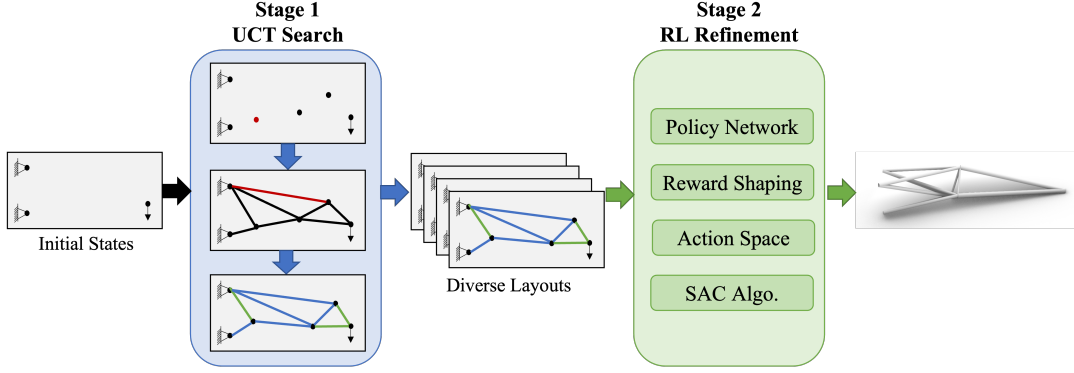 Stage 1
UCT Search
Stage 2
RL Refinement
Initial States
Diverse Layouts
Policy Network
Reward Shaping
Action Space
SAC Algo.